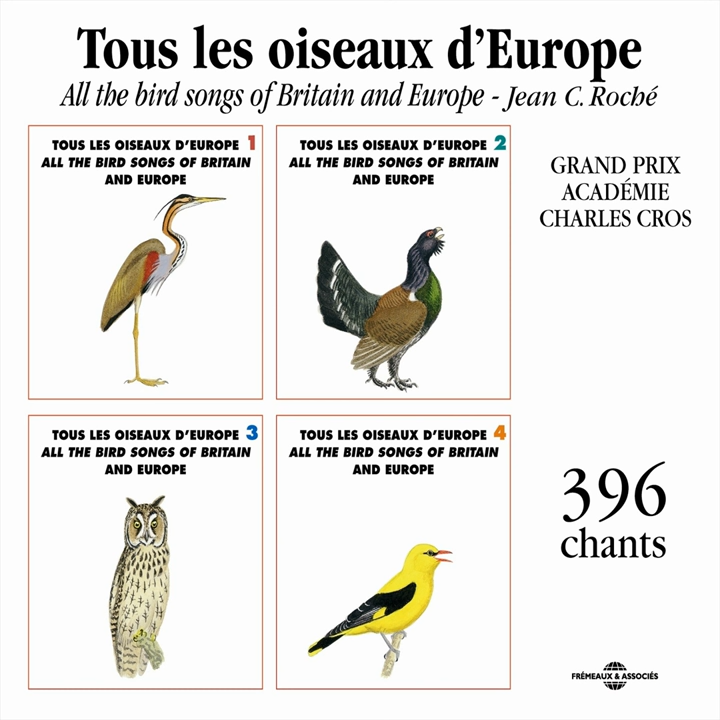 Tous les oiseaux d'Europe
All the bird songs of Britain and Europe - Jean C. Roché
TOUS LES OISEAUX D'EUROPE 1
ALL THE BIRD SONGS OF BRITAIN
AND EUROPE
TOUS LES OISEAUX D'EUROPE 2
ALL THE BIRD SONGS OF BRITAIN
AND EUROPE
GRAND PRIX
ACADÉMIE
CHARLES CROS
TOUS LES OISEAUX D'EUROPE 3
ALL THE BIRD SONGS OF BRITAIN
AND EUROPE
TOUS LES OISEAUX D'EUROPE 4
ALL THE BIRD SONGS OF BRITAIN
AND EUROPE
396
chants
FRÉMEAUX & ASSOCIÉS